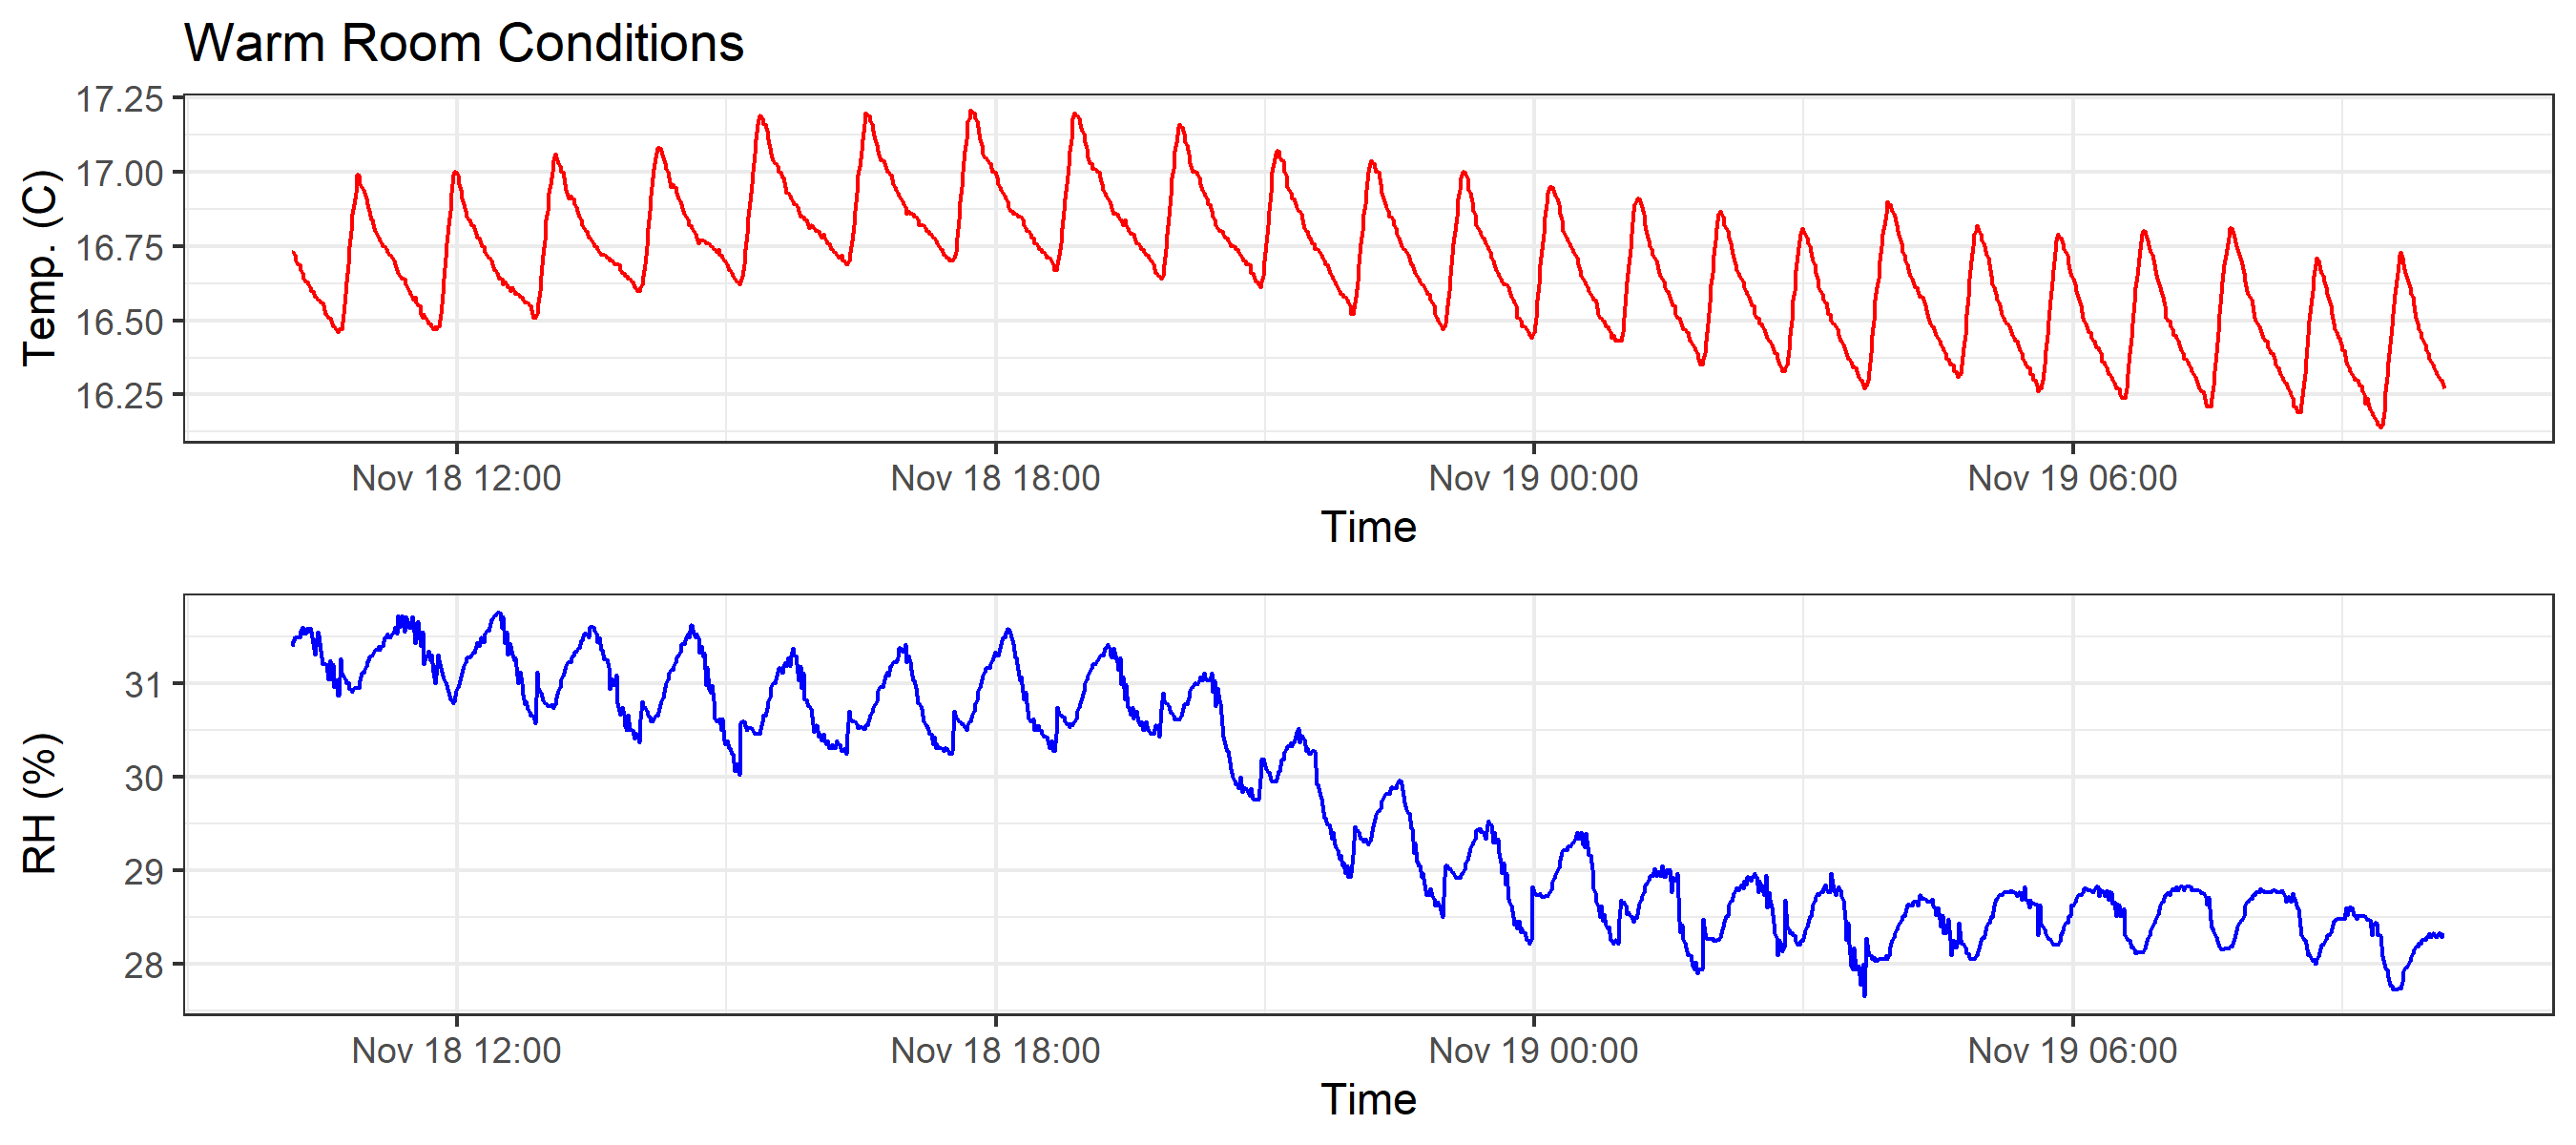 Warm Room Conditions
Temp. (C)
17.25
17.00
16.75
16.50
16.25
Nov 18 12:00 Nov 18 18:00 Nov 19 00:00 Nov 19 06:00
Time
RH (%)
31
30
29
28
Nov 18 12:00 Nov 18 18:00 Nov 19 00:00 Nov 19 06:00
Time